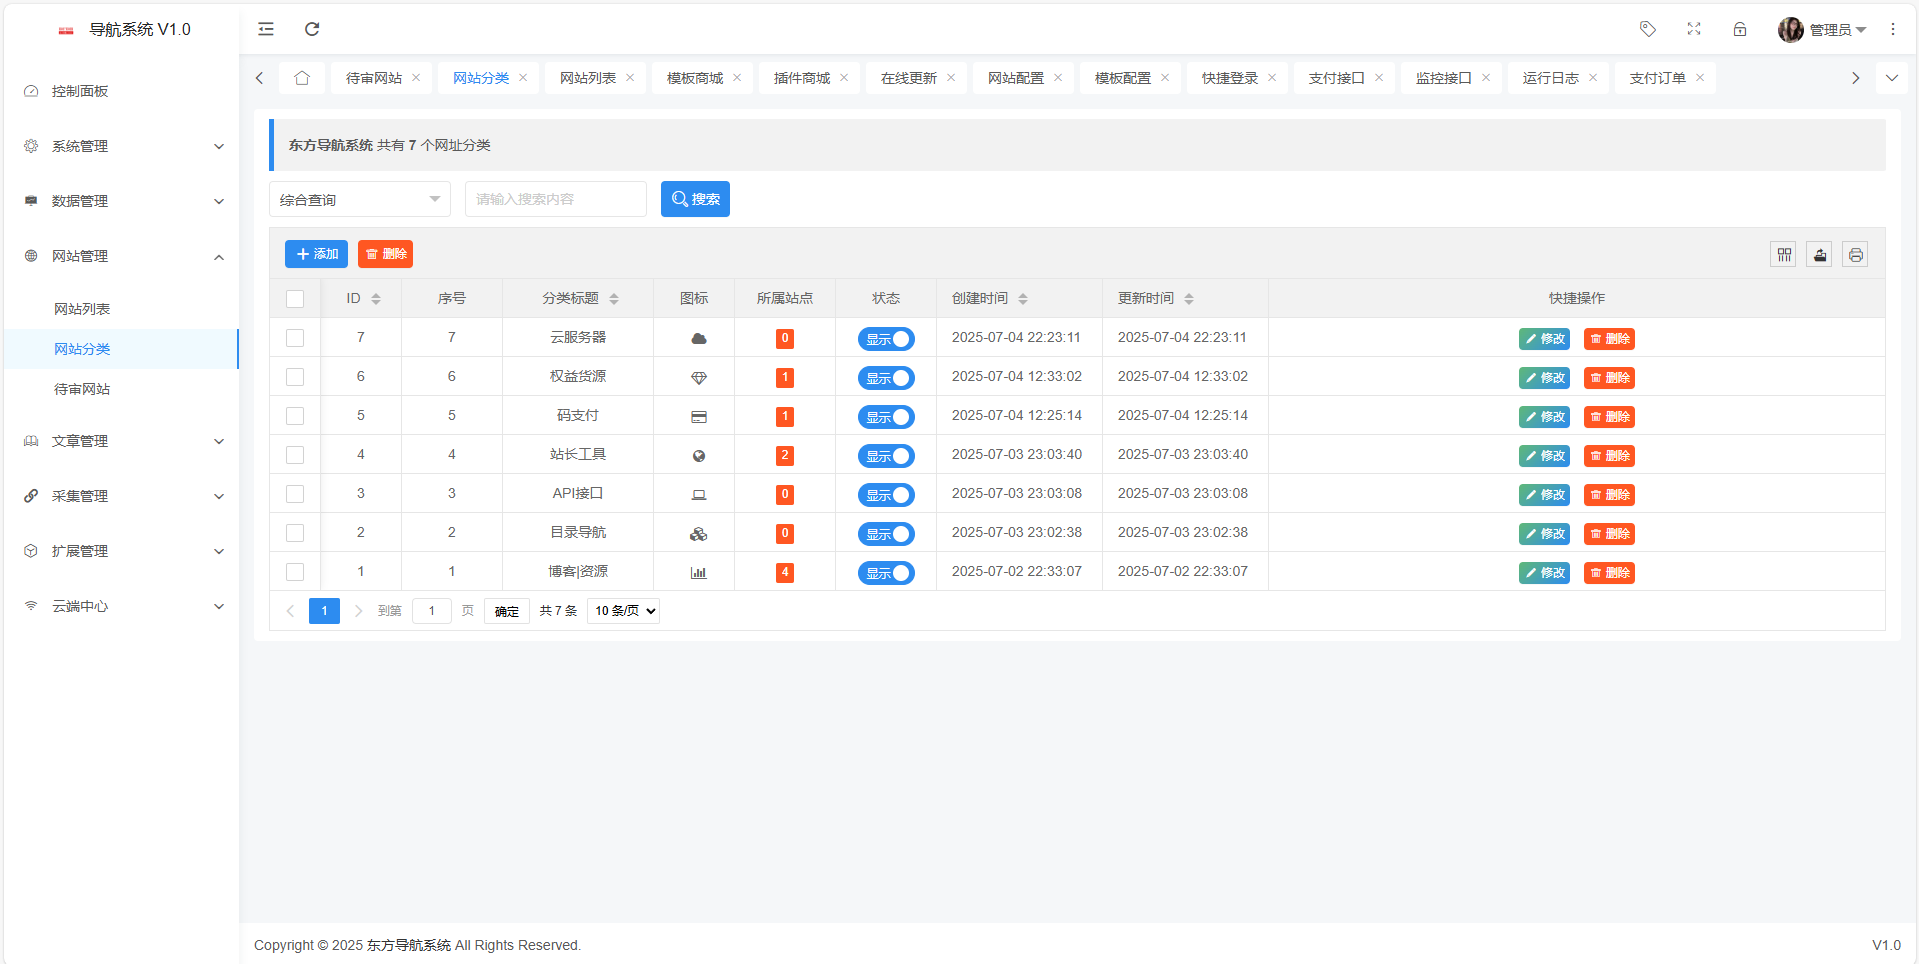 导航系统 V1.0
管理员
控制面板
系统管理
数据管理
网站管理
网站列表
网站分类
待审网站
文章管理
采集管理
扩展管理
云端中心
待审网站 网站分类 网站列表 模板商城 插件商城 在线更新 网站配置 模板配置 快捷登录 支付接口 监控接口 运行日志 支付订单
东方导航系统 共有 7 个网址分类
综合查询 请输入搜索内容 搜索
添加 删除
ID 序号 分类标题 图标 所属站点 状态 创建时间 更新时间 快捷操作
7 7 云服务器 0 显示 2025-07-04 22:23:11 2025-07-04 22:23:11 修改 删除
6 6 权益货源 1 显示 2025-07-04 12:33:02 2025-07-04 12:33:02 修改 删除
5 5 码支付 1 显示 2025-07-04 12:25:14 2025-07-04 12:25:14 修改 删除
4 4 站长工具 2 显示 2025-07-03 23:03:40 2025-07-03 23:03:40 修改 删除
3 3 API接口 0 显示 2025-07-03 23:03:08 2025-07-03 23:03:08 修改 删除
2 2 目录导航 0 显示 2025-07-03 23:02:38 2025-07-03 23:02:38 修改 删除
1 1 博客|资源 4 显示 2025-07-02 22:33:07 2025-07-02 22:33:07 修改 删除
1 到第 1 页 确定 共 7 条 10 条/页
Copyright © 2025 东方导航系统 All Rights Reserved. V1.0